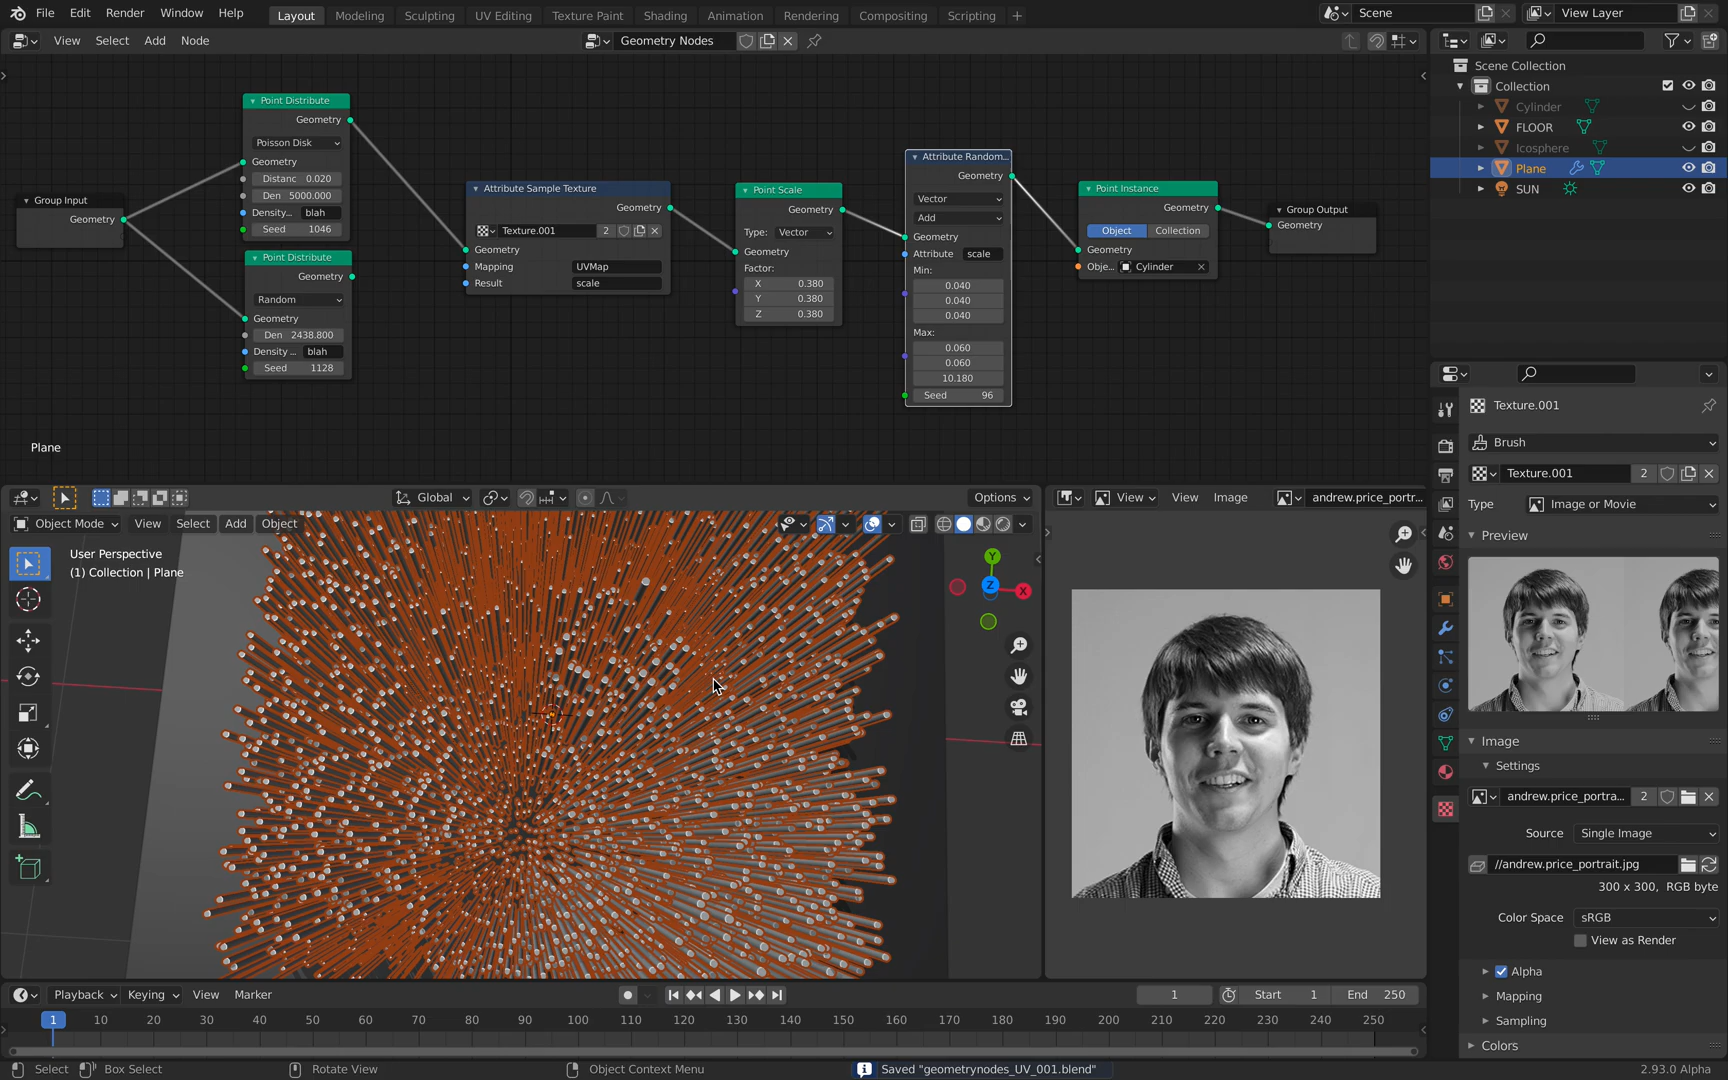 File Edit Render Window Help Layout Modeling Sculpting UV Editing Texture Paint Shading Animation Rendering Compositing Scripting + Scene View Layer
View Select Add Node Geometry Nodes
Scene Collection
Collection
Cylinder
FLOOR
Icosphere
Plane
SUN
Group Input
Geometry
Point Distribute
Geometry
Poisson Disk
Geometry
Distanc 0.020
Den 5000.000
Density... blah
Seed 1046
Point Distribute
Geometry
Random
Geometry
Den 2438.800
Density ... blah
Seed 1128
Attribute Sample Texture
Geometry
Texture.001 2
Geometry
Mapping UVMap
Result scale
Point Scale
Geometry
Type: Vector
Geometry
Factor:
X 0.380
Y 0.380
Z 0.380
Attribute Random...
Geometry
Vector
Add
Geometry
Attribute scale
Min:
0.040
0.040
0.040
Max:
0.060
0.060
10.180
Seed 96
Point Instance
Geometry
Object Collection
Geometry
Obje... Cylinder
Group Output
Geometry
Plane
Texture.001
Brush
Texture.001 2
Type Image or Movie
Preview
Image
Settings
andrew.price_portra... 2
Source Single Image
//andrew.price_portrait.jpg
300 x 300, RGB byte
Color Space sRGB
View as Render
Alpha
Mapping
Sampling
Colors
Global Options
Object Mode View Select Add Object
User Perspective
(1) Collection | Plane
Y
Z X
View View Image andrew.price_portr...
Playback Keying View Marker 1 Start 1 End 250
1 10 20 30 40 50 60 70 80 90 100 110 120 130 140 150 160 170 180 190 200 210 220 230 240 250
Select Box Select Rotate View Object Context Menu Saved "geometrynodes_UV_001.blend" 2.93.0 Alpha